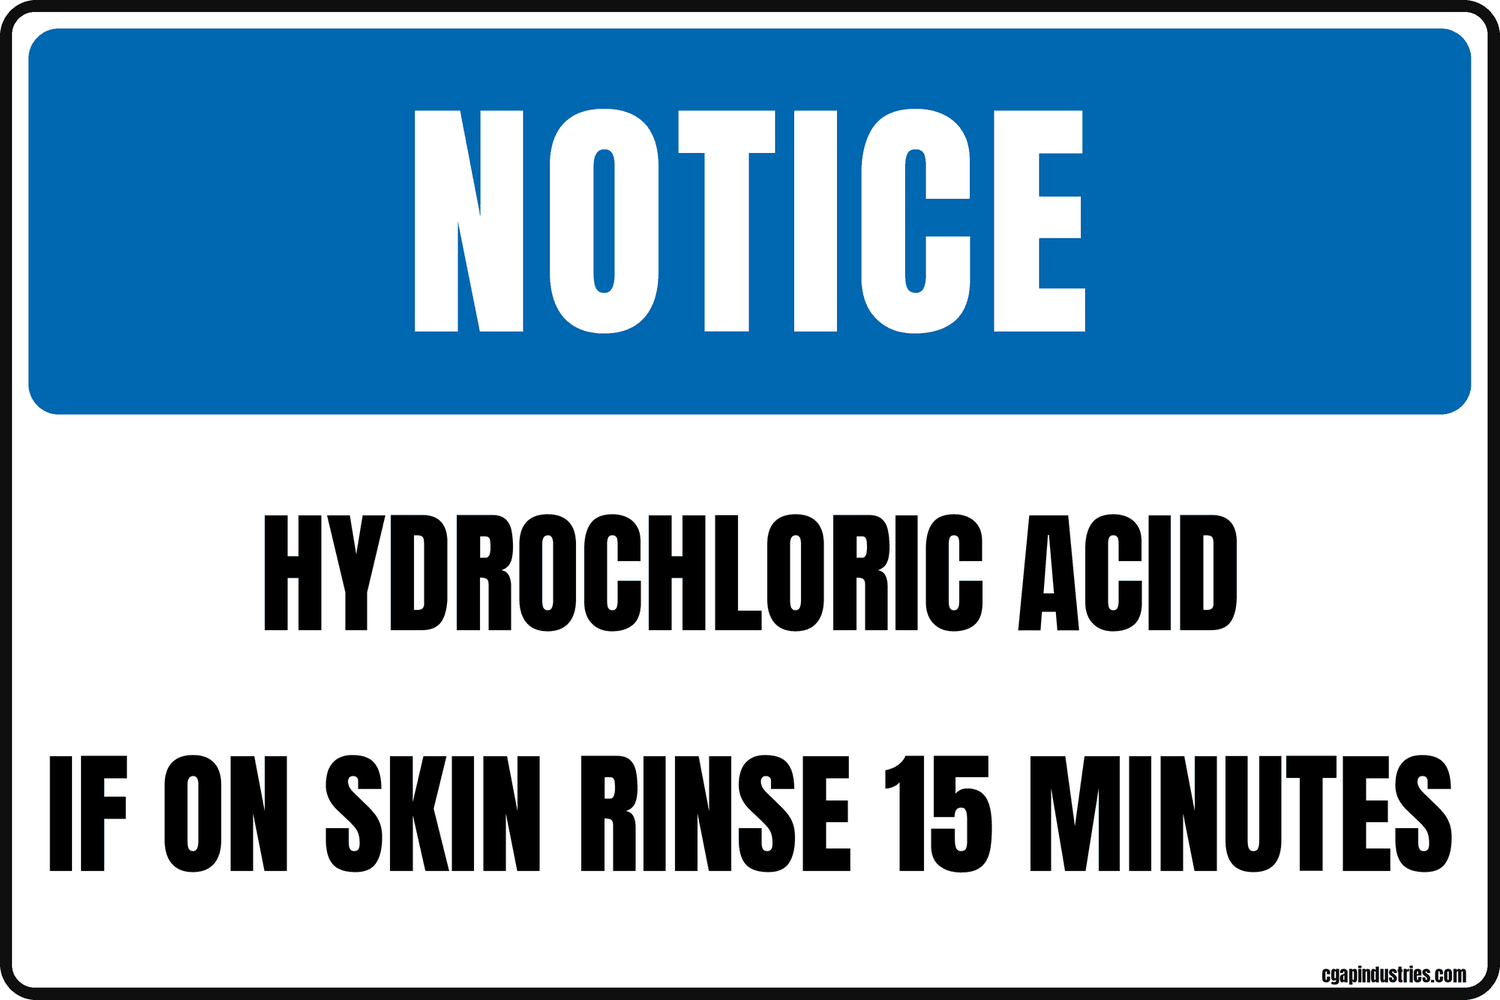 NOTICE
HYDROCHLORIC ACID
IF ON SKIN RINSE 15 MINUTES
cgapindustries.com